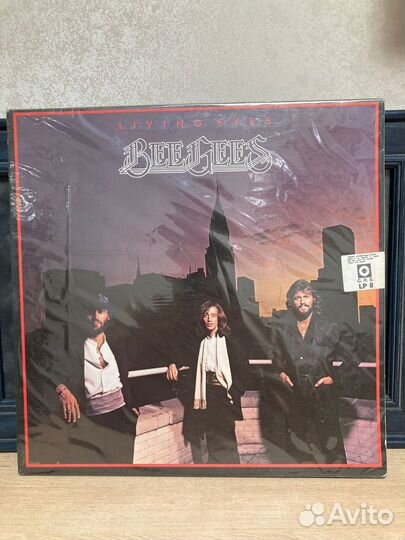 LIVING EYES
BEE GEES
C
C.A.S.
LP 8
Avito